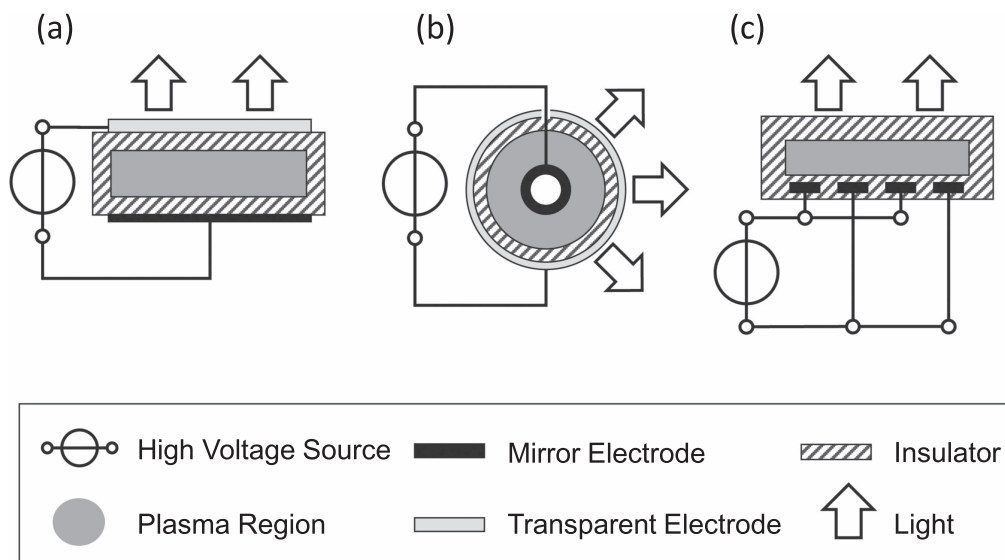 (a) (b) (c)
High Voltage Source Mirror Electrode Insulator
Plasma Region Transparent Electrode Light